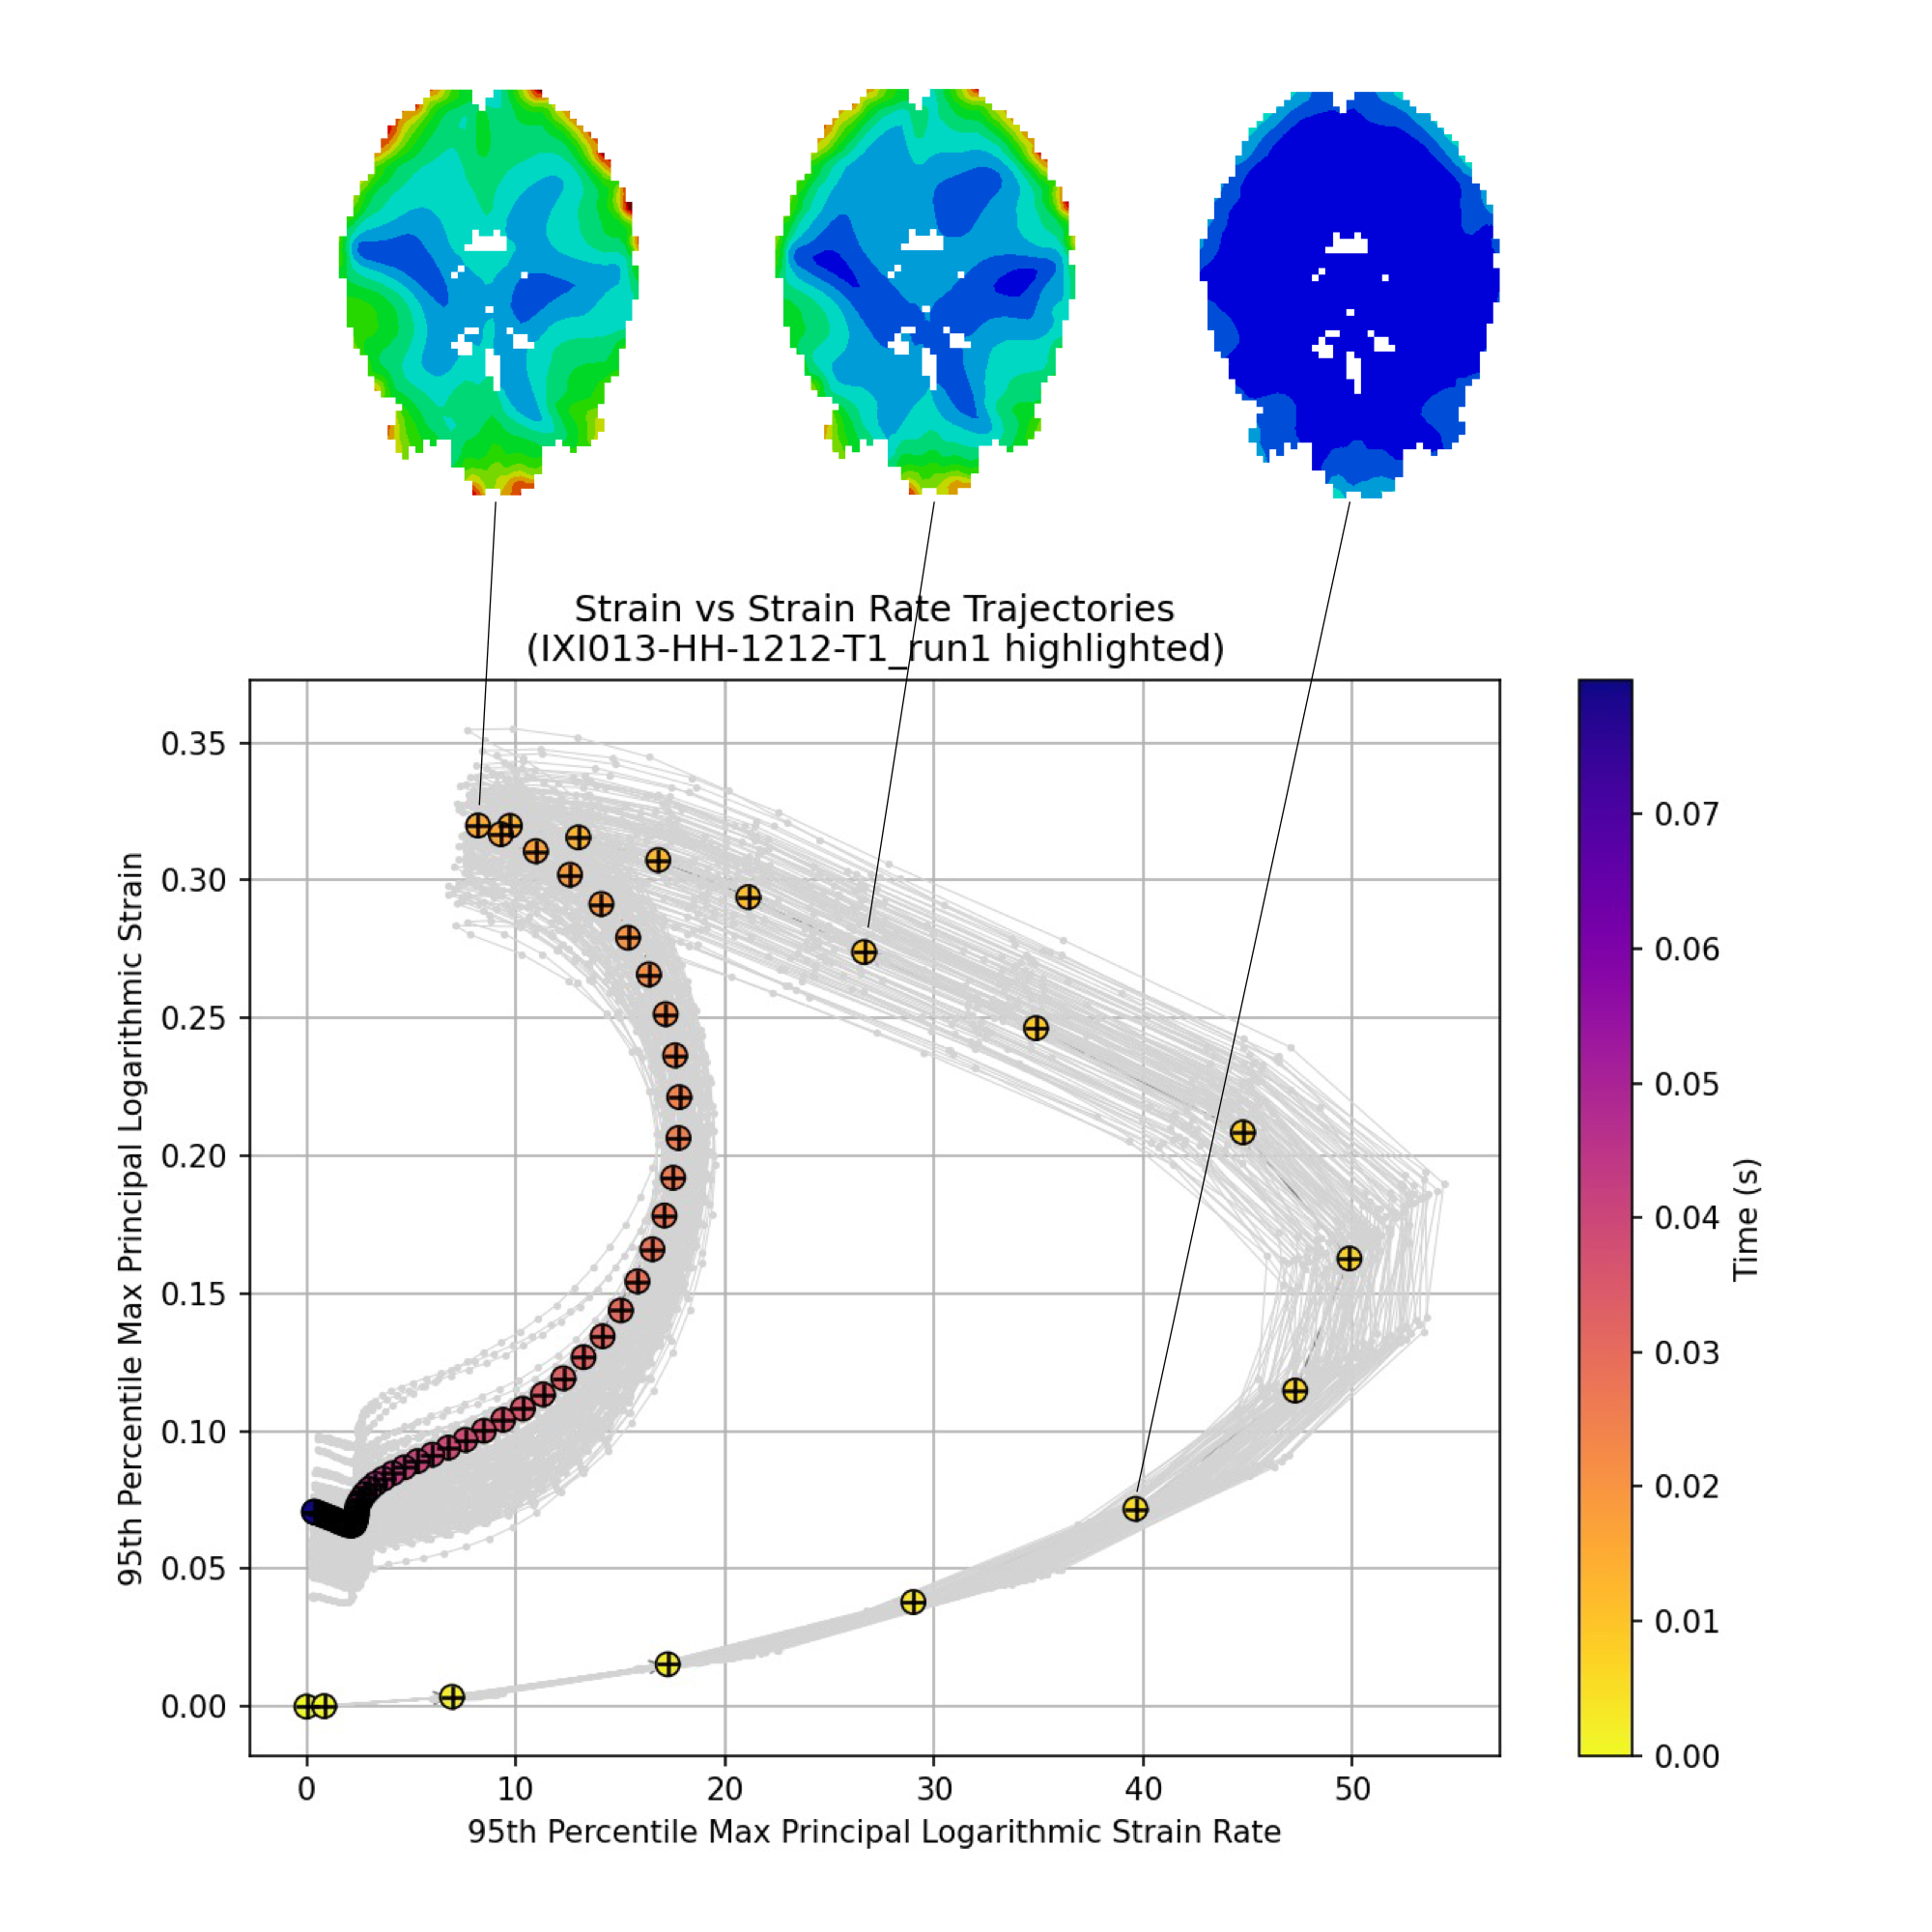 Strain vs Strain Rate Trajectories
(IXI013-HH-1212-T1_run1 highlighted)
95th Percentile Max Principal Logarithmic Strain
0.35
0.30
0.25
0.20
0.15
0.10
0.05
0.00
0 10 20 30 40 50
95th Percentile Max Principal Logarithmic Strain Rate
0.07
0.06
0.05
0.04
0.03
0.02
0.01
0.00
Time (s)